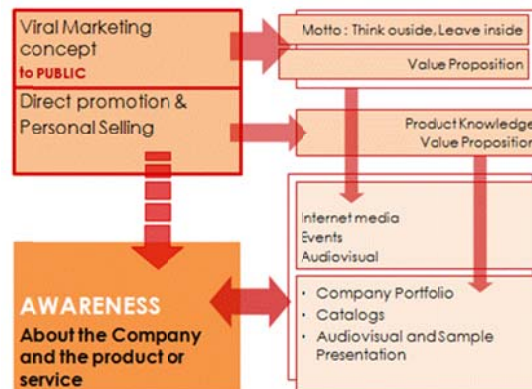 Viral Marketing
concept
to PUBLIC
Direct promotion &
Personal Selling
Motto : Think ouside, Leave inside
Value Proposition
Product Knowledge
Value Proposition
Internet media
Events
Audiovisual
AWARENESS
About the Company
and the product or
service
• Company Portfolio
• Catalogs
• Audiovisual and Sample
Presentation